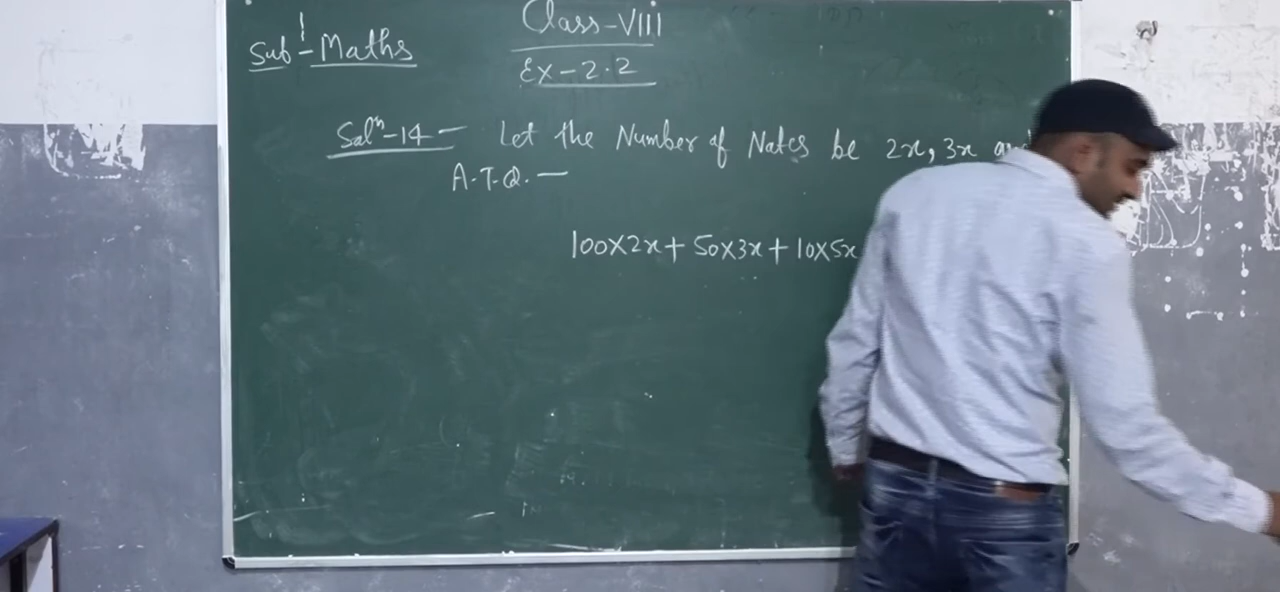 Class-VIII
Sub - Maths
Ex-2.2
Solⁿ-14 - Let the Number of Notes be 2x, 3x and
A.T.Q. -
100×2x + 50×3x + 10×5x